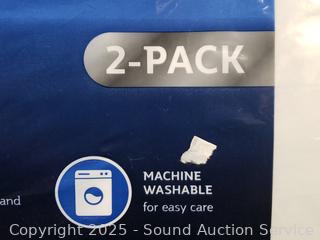 2-PACK
MACHINE
WASHABLE
for easy care
and
Copyright 2025 - Sound Auction Service